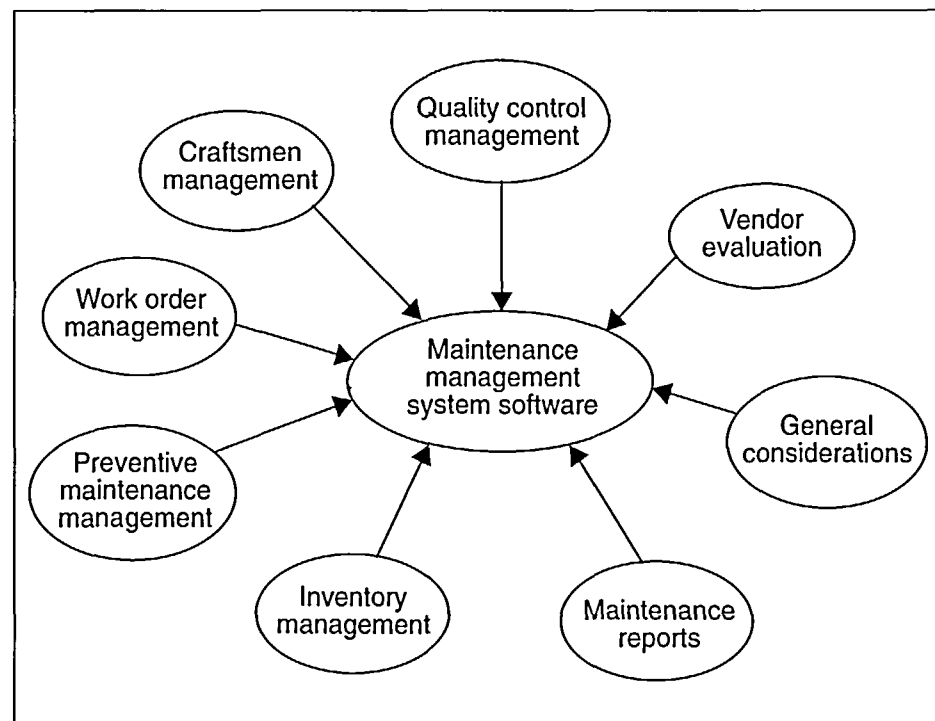 Quality control
management
Craftsmen
management
Vendor
evaluation
Work order
management
Maintenance
management
system software
General
considerations
Preventive
maintenance
management
Inventory
management
Maintenance
reports